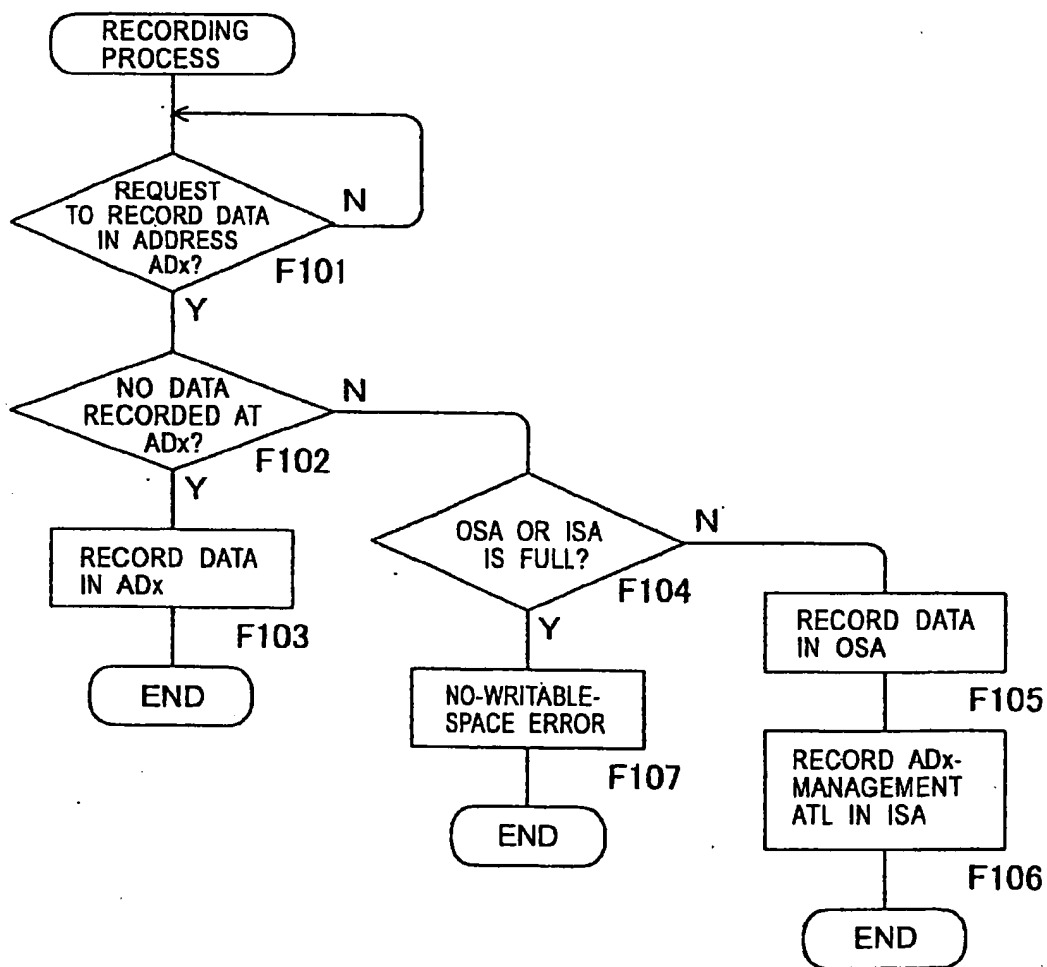 RECORDING
PROCESS
REQUEST
TO RECORD DATA
IN ADDRESS
ADx?
N
F101
Y
NO DATA
RECORDED AT
ADx?
N
F102
Y
RECORD DATA
IN ADx
F103
END
OSA OR ISA
IS FULL?
N
F104
Y
NO-WRITABLE-
SPACE ERROR
F107
END
RECORD DATA
IN OSA
F105
RECORD ADx-
MANAGEMENT
ATL IN ISA
F106
END